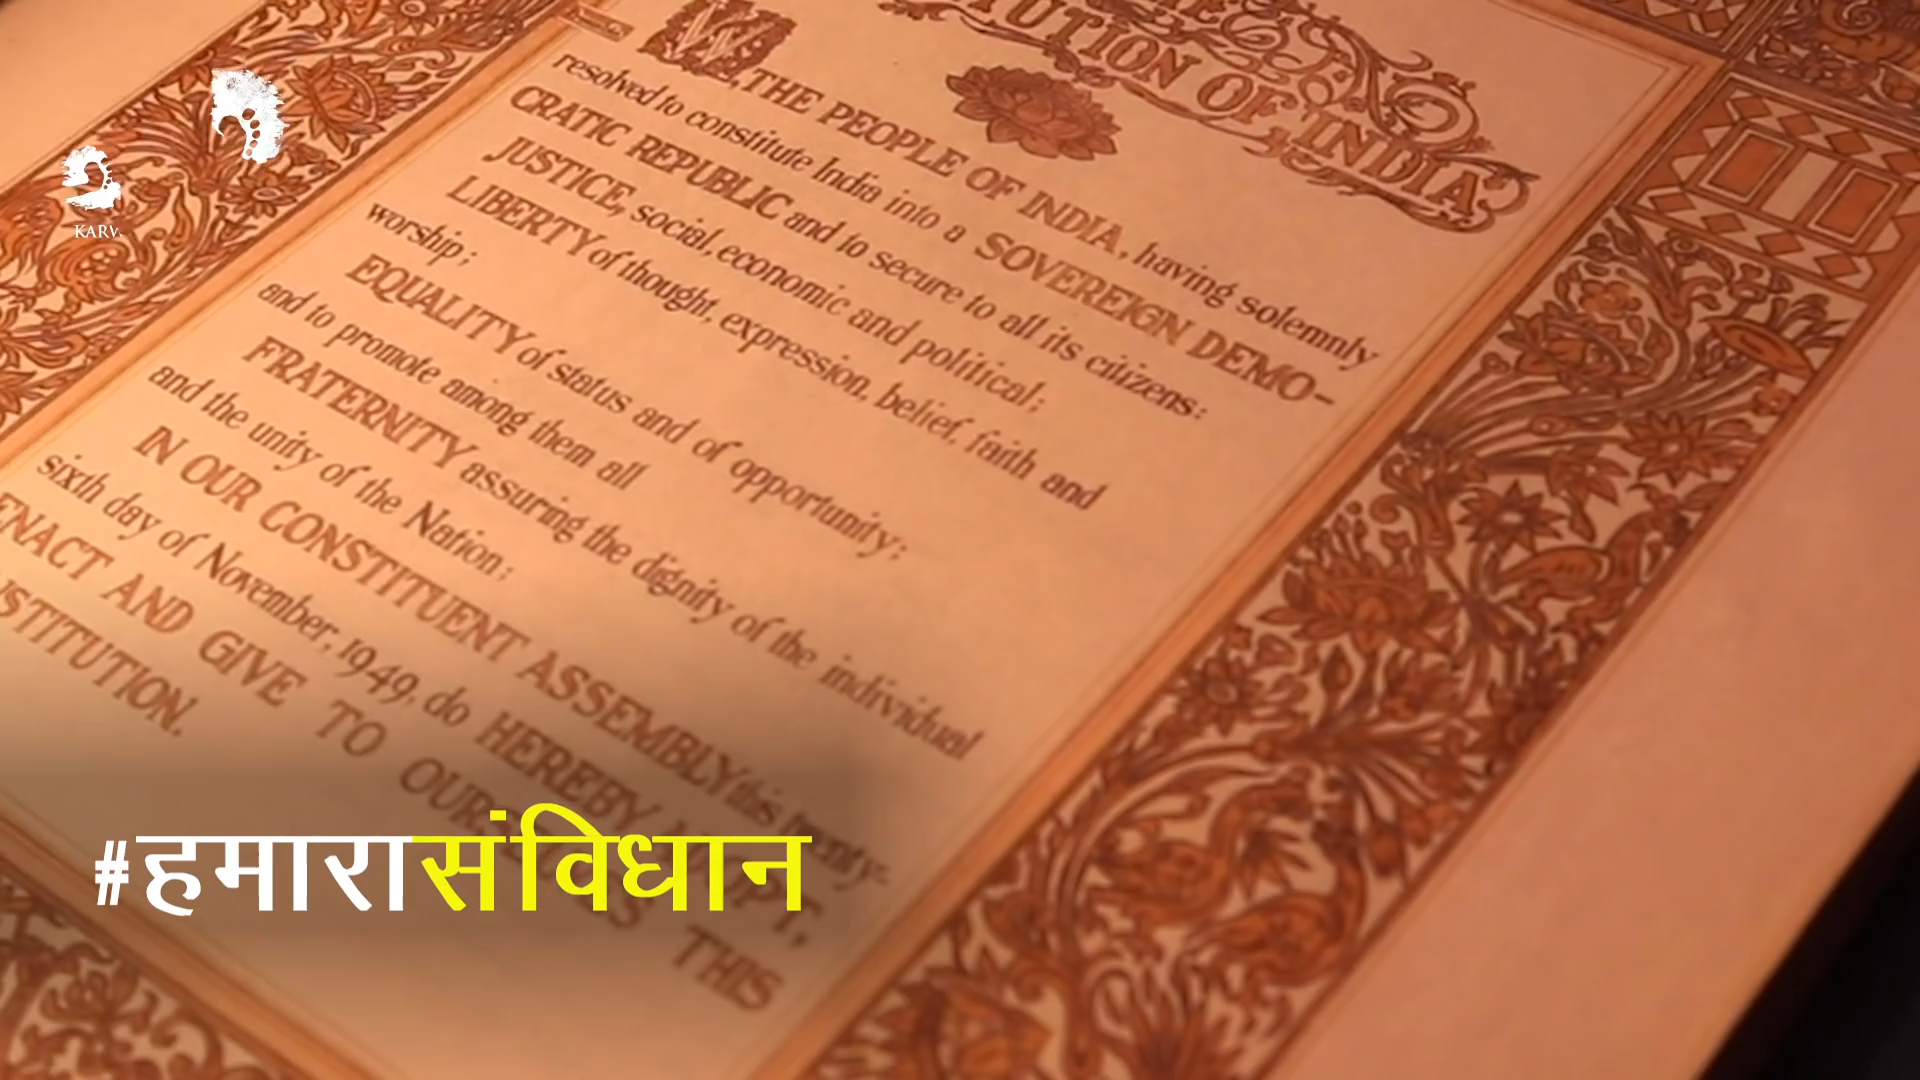 KARV.
TUTION OF INDIA
WE, THE PEOPLE OF INDIA, having solemnly
resolved to constitute India into a SOVEREIGN DEMO-
CRATIC REPUBLIC and to secure to all its citizens:
JUSTICE, social, economic and political;
LIBERTY of thought, expression, belief, faith and
worship;
EQUALITY of status and of opportunity;
and to promote among them all
FRATERNITY assuring the dignity of the individual
and the unity of the Nation;
IN OUR CONSTITUENT ASSEMBLY this twenty-
sixth day of November, 1949, do HEREBY
ENACT AND GIVE TO THIS
STITUTION.
#हमारासंविधान